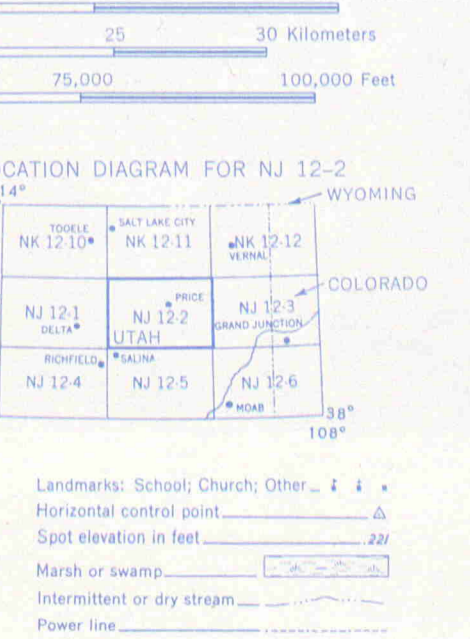 25 30 Kilometers
75,000 100,000 Feet
CATION DIAGRAM FOR NJ 12-2
14°
WYOMING
TOOELE SALT LAKE CITY
NK 12-10 NK 12-11 NK 12-12
VERNAL
COLORADO
PRICE
NJ 12-1 NJ 12-2 NJ 12-3
DELTA UTAH GRAND JUNCTION
RICHFIELD SALINA
NJ 12-4 NJ 12-5 NJ 12-6
MOAB
38°
108°
Landmarks: School; Church; Other
Horizontal control point
Spot elevation in feet 221
Marsh or swamp
Intermittent or dry stream
Power line